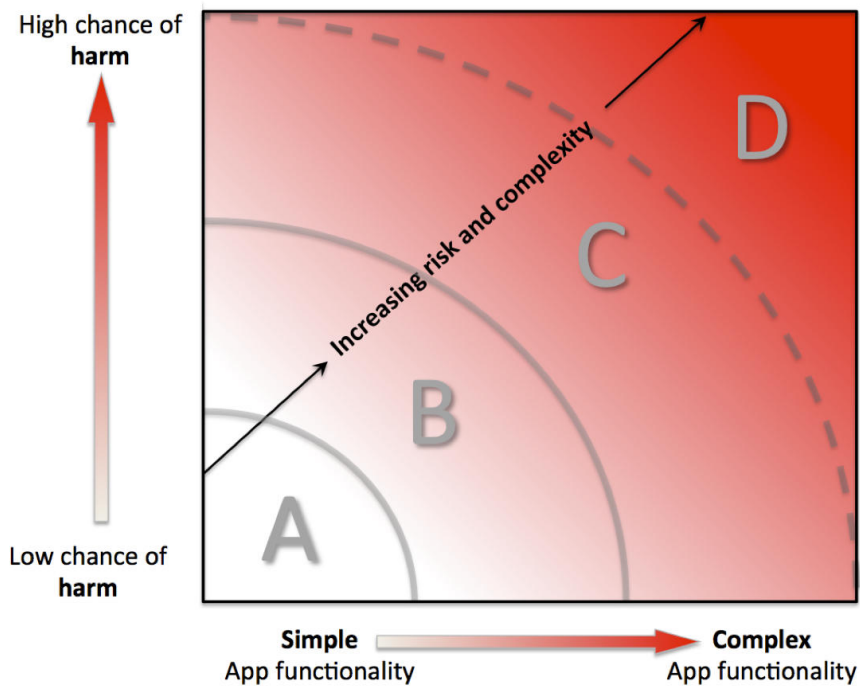 High chance of
harm
D
Increasing risk and complexity
C
B
A
Low chance of
harm
Simple
App functionality
Complex
App functionality